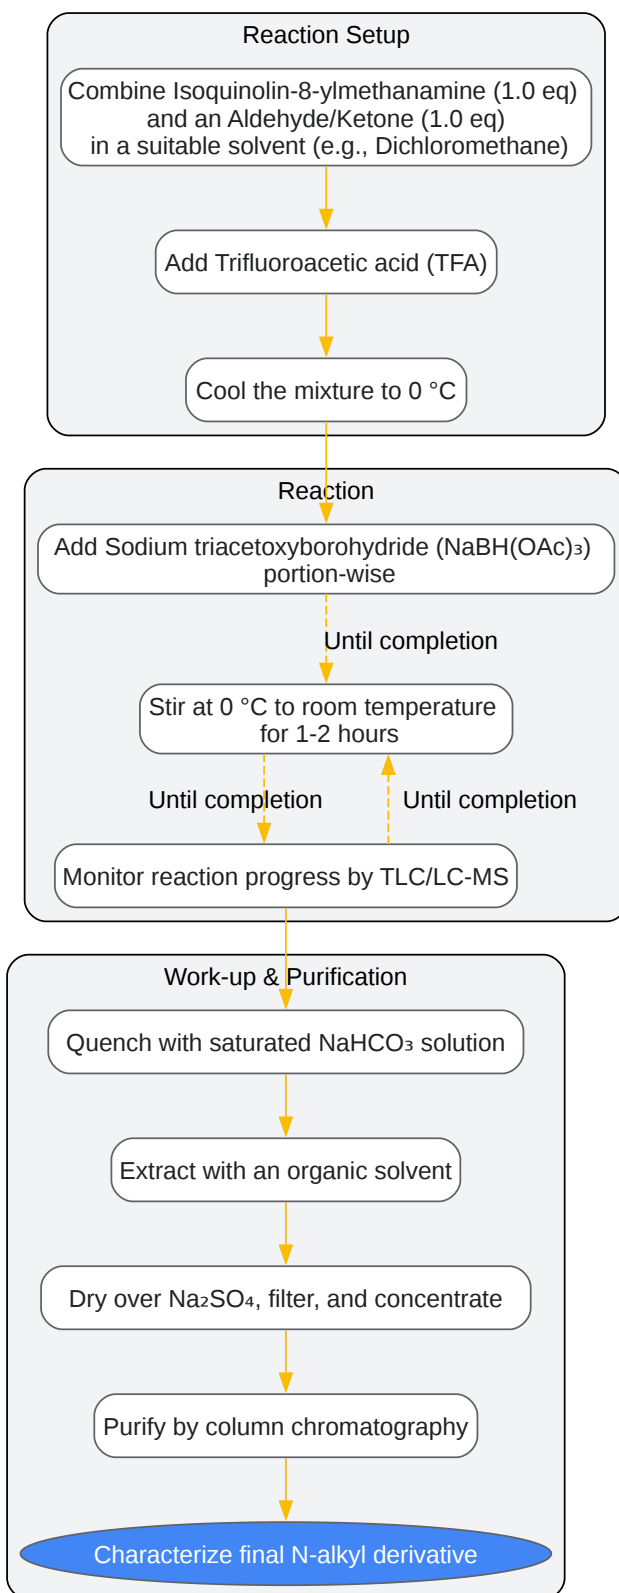 Reaction Setup
Combine Isoquinolin-8-ylmethanamine (1.0 eq)
and an Aldehyde/Ketone (1.0 eq)
in a suitable solvent (e.g., Dichloromethane)
Add Trifluoroacetic acid (TFA)
Cool the mixture to 0 °C
Reaction
Add Sodium triacetoxyborohydride (NaBH(OAc)₃)
portion-wise
Until completion
Stir at 0 °C to room temperature
for 1-2 hours
Until completion
Until completion
Monitor reaction progress by TLC/LC-MS
Work-up & Purification
Quench with saturated NaHCO₃ solution
Extract with an organic solvent
Dry over Na₂SO₄, filter, and concentrate
Purify by column chromatography
Characterize final N-alkyl derivative